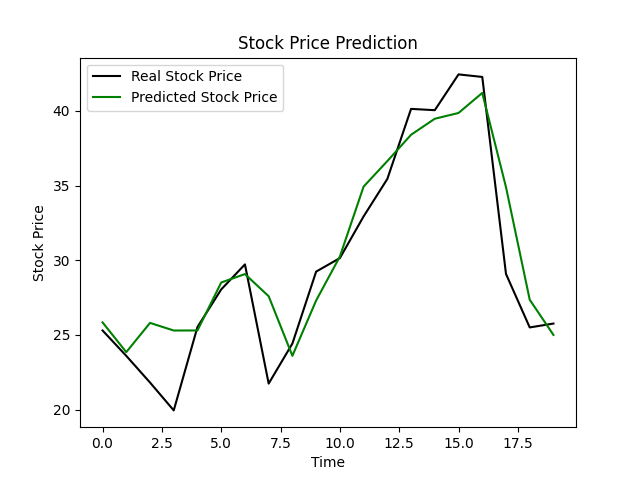 Stock Price Prediction
Real Stock Price
Predicted Stock Price
Stock Price
40
35
30
25
20
0.0 2.5 5.0 7.5 10.0 12.5 15.0 17.5
Time